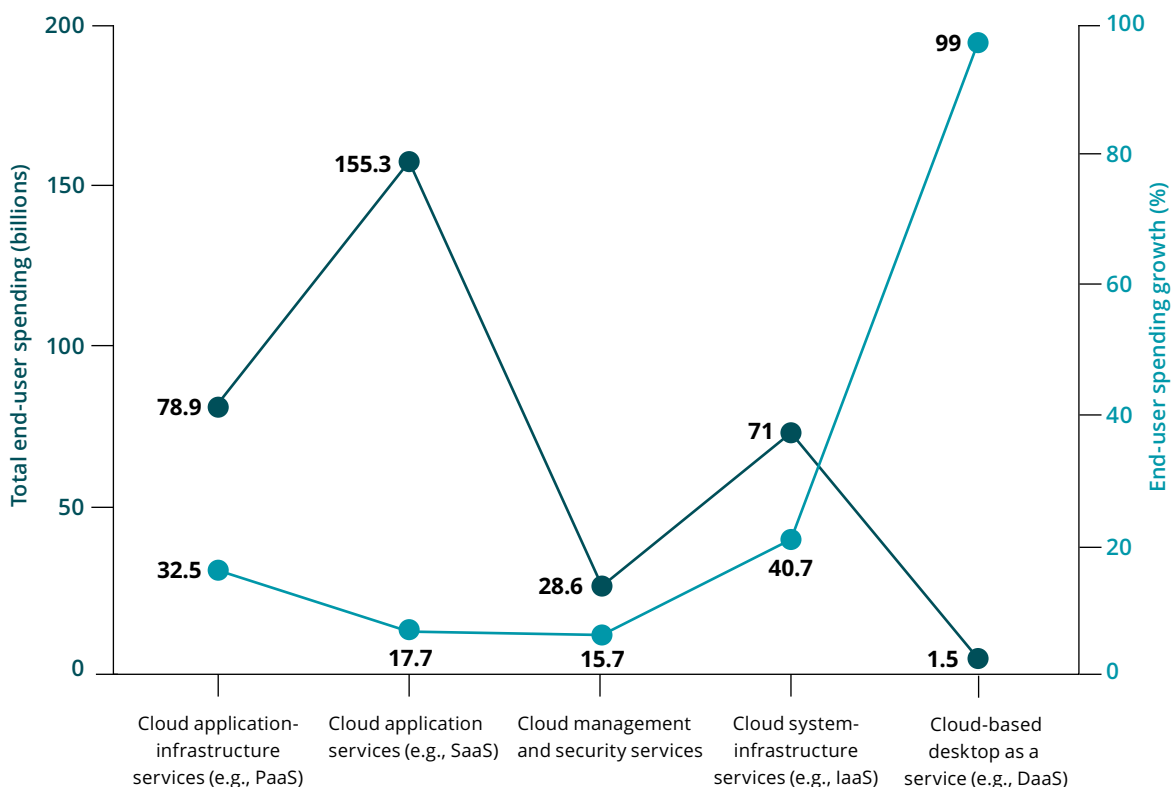 200
150
100
50
0
Total end-user spending (billions)
100
80
60
40
20
0
End-user spending growth (%)
99
155.3
78.9
71
32.5
28.6
40.7
17.7
15.7
1.5
Cloud application-
infrastructure
services (e.g., PaaS)
Cloud application
services (e.g., SaaS)
Cloud management
and security services
Cloud system-
infrastructure
services (e.g., IaaS)
Cloud-based
desktop as a
service (e.g., DaaS)